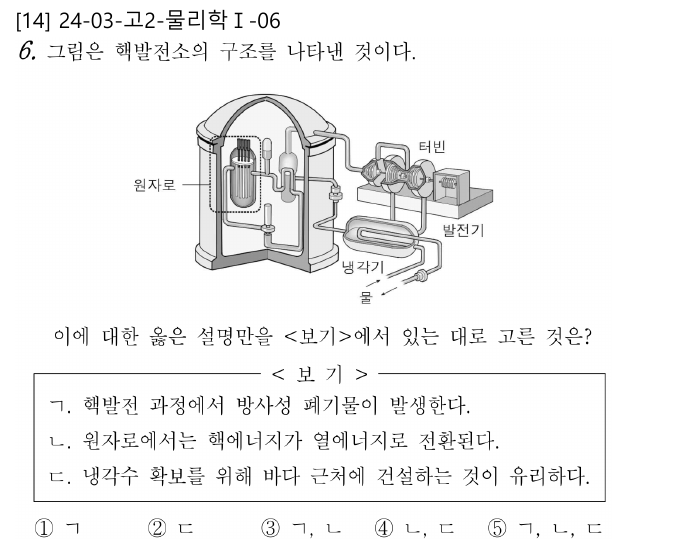 [14] 24-03-고2-물리학Ⅰ-06
6. 그림은 핵발전소의 구조를 나타낸 것이다.
터빈
원자로
발전기
냉각기
물
이에 대한 옳은 설명만을 <보기>에서 있는 대로 고른 것은?
< 보 기 >
ㄱ. 핵발전 과정에서 방사성 폐기물이 발생한다.
ㄴ. 원자로에서는 핵에너지가 열에너지로 전환된다.
ㄷ. 냉각수 확보를 위해 바다 근처에 건설하는 것이 유리하다.
① ㄱ ② ㄷ ③ ㄱ, ㄴ ④ ㄴ, ㄷ ⑤ ㄱ, ㄴ, ㄷ